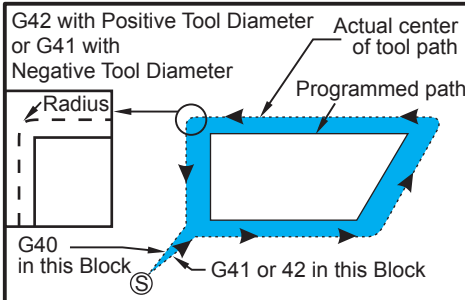 G42 with Positive Tool Diameter
or G41 with
Negative Tool Diameter
Actual center
of tool path
Radius
Programmed path
G40
in this Block
G41 or 42 in this Block
S